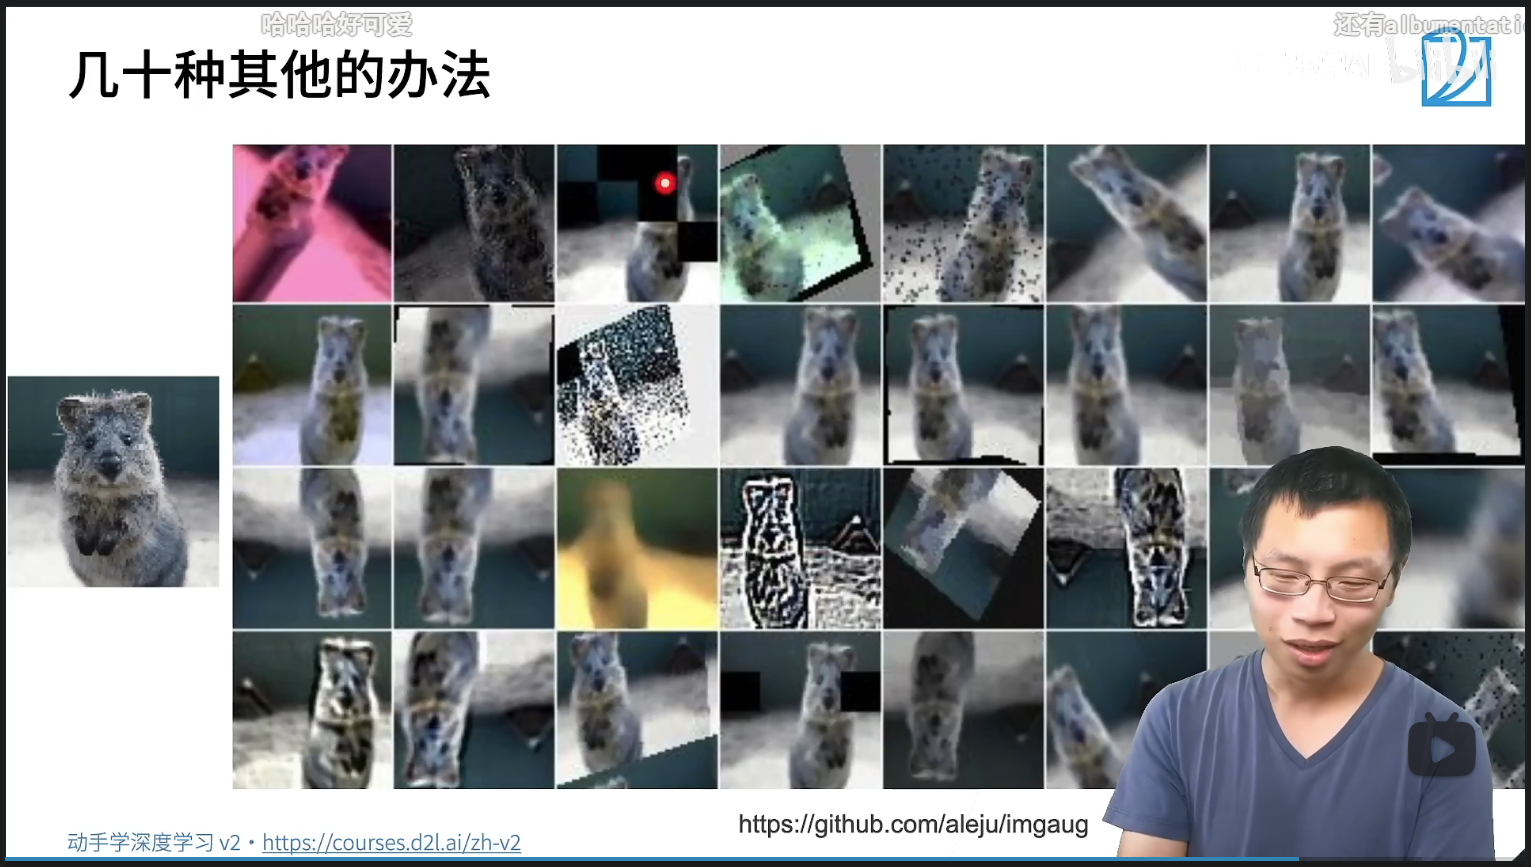 哈哈哈好可爱
还有albumentatio
几十种其他的办法
https://github.com/aleju/imgaug
动手学深度学习 v2 · https://courses.d2l.ai/zh-v2